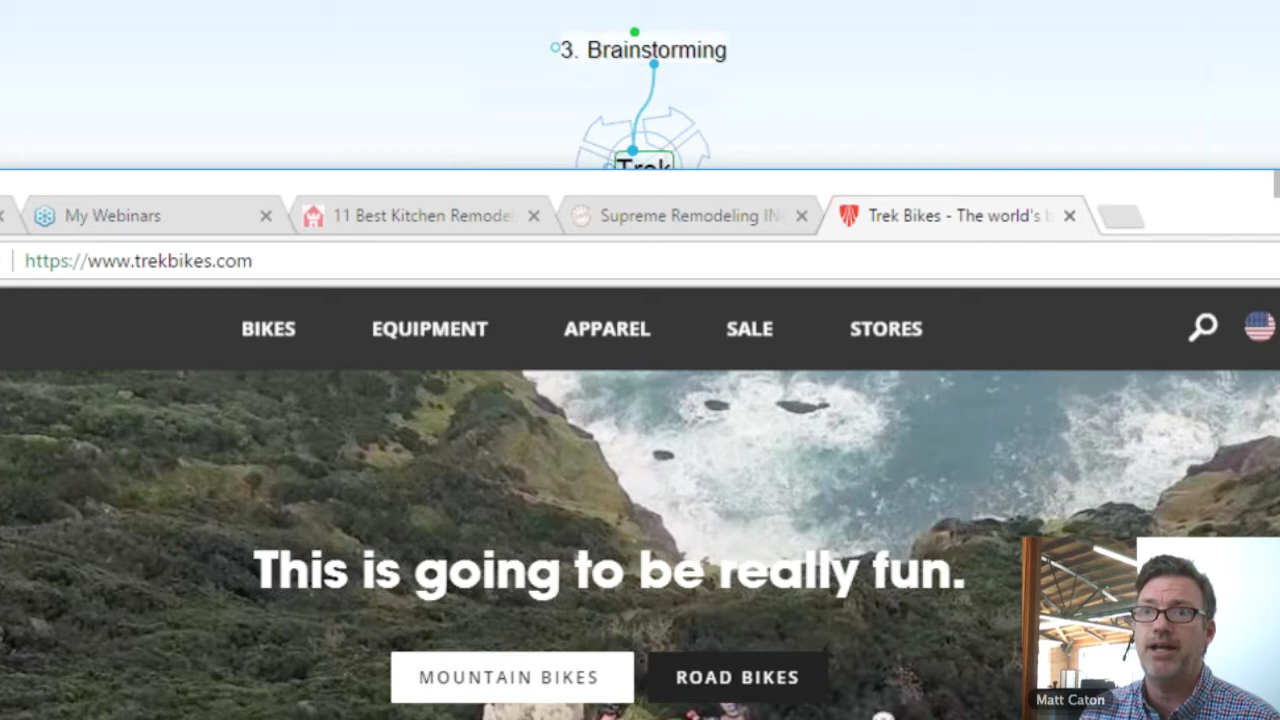 3. Brainstorming
Trek
My Webinars
11 Best Kitchen Remode
Supreme Remodeling IN
Trek Bikes - The world's
https://www.trekbikes.com
BIKES
EQUIPMENT
APPAREL
SALE
STORES
This is going to be really fun.
MOUNTAIN BIKES
ROAD BIKES
Matt Caton